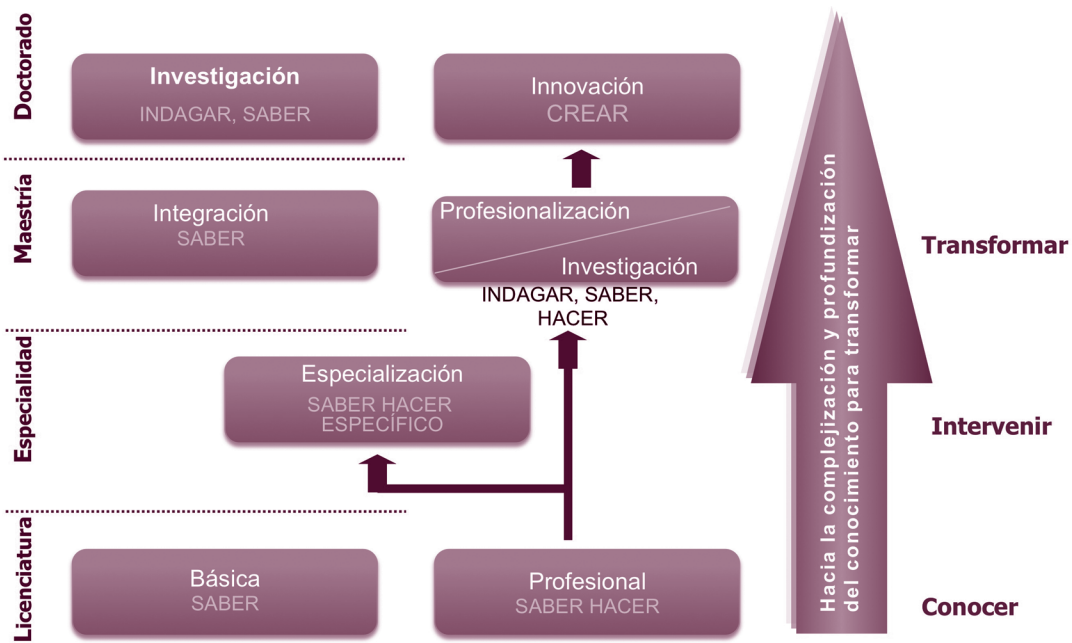 Doctorado
Investigación
INDAGAR, SABER
Innovación
CREAR
Maestría
Integración
SABER
Profesionalización
Investigación
INDAGAR, SABER,
HACER
Especialidad
Especialización
SABER HACER
ESPECÍFICO
Licenciatura
Básica
SABER
Profesional
SABER HACER
Hacia la complejización y profundización
del conocimiento para transformar
Transformar
Intervenir
Conocer